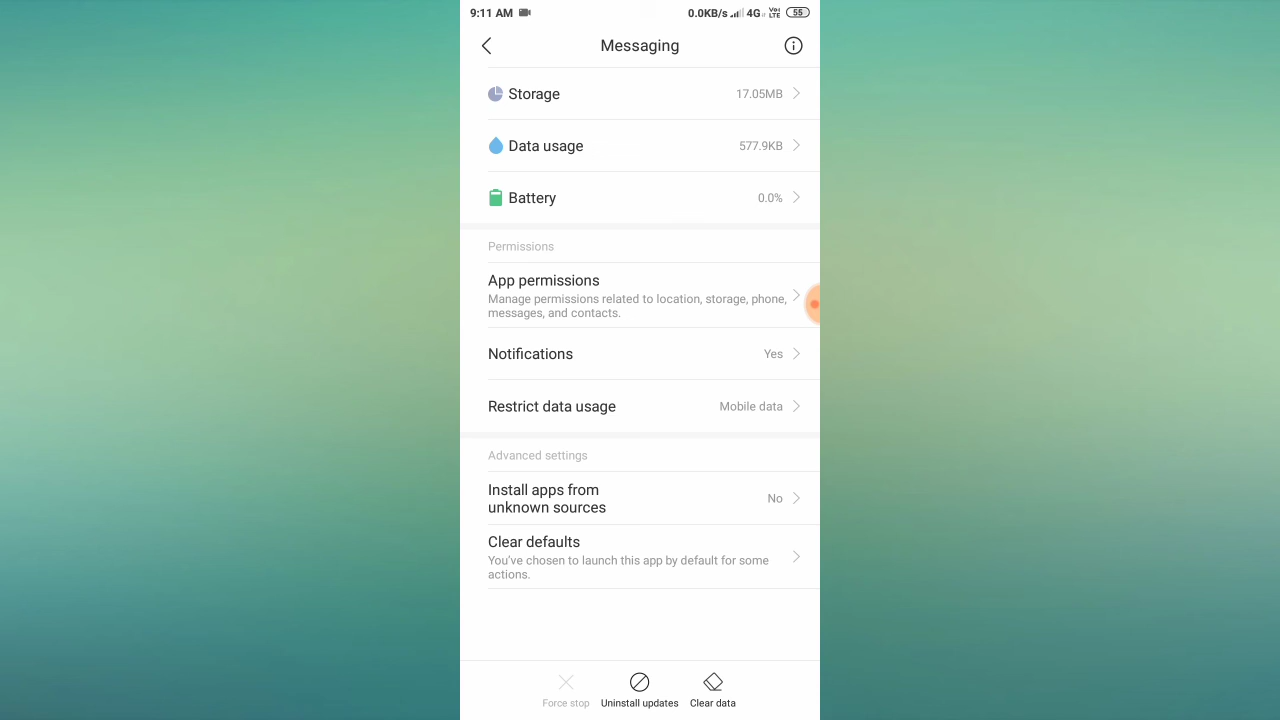 9:11 AM 0.0KB/s 4G Vo LTE 55
Messaging
Storage 17.05MB
Data usage 577.9KB
Battery 0.0%
Permissions
App permissions
Manage permissions related to location, storage, phone,
messages, and contacts.
Notifications Yes
Restrict data usage Mobile data
Advanced settings
Install apps from
unknown sources No
Clear defaults
You've chosen to launch this app by default for some
actions.
Force stop Uninstall updates Clear data